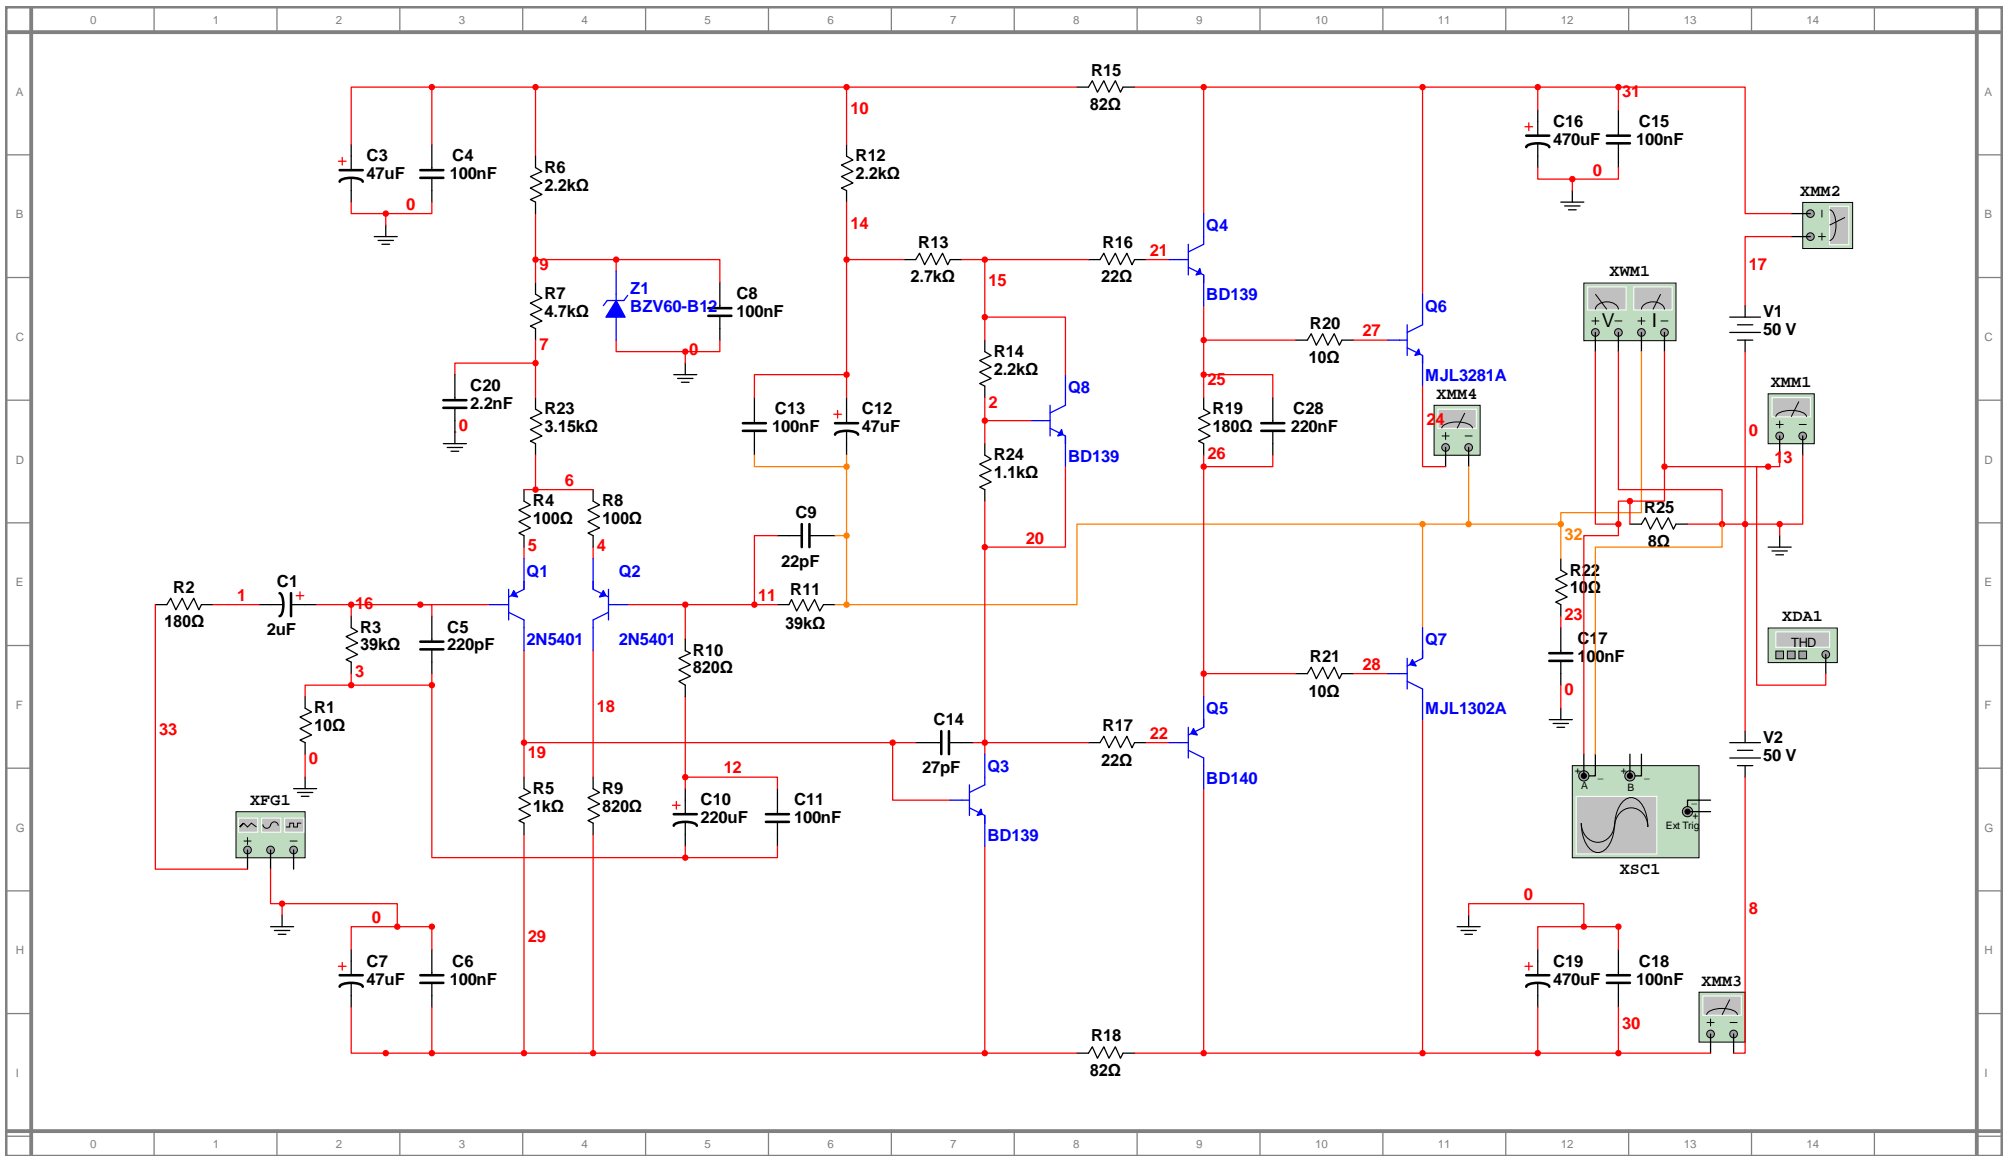 0 1 2 3 4 5 6 7 8 9 10 11 12 13 14
A A
R15
82Ω
10
31
C3
47uF
C4
100nF
0
R6
2.2kΩ
R12
2.2kΩ
C16
470uF
C15
100nF
0
XMM2
B B
14
Q4
R13
2.7kΩ
R16
22Ω
21
9
15
17
Z1
BZV60-B12
C8
100nF
BD139
XWM1
V
I
R7
4.7kΩ
Q6
V1
50 V
R20
10Ω
27
C C
7
0
R14
2.2kΩ
MJL3281A
25
Q8
C20
2.2nF
0
XMM1
XMM4
R23
3.15kΩ
C13
100nF
C12
47uF
2
R19
180Ω
C28
220nF
24
0
13
D D
R24
1.1kΩ
BD139
26
6
R4
100Ω
R8
100Ω
C9
22pF
R25
8Ω
32
5
4
20
Q1
Q2
R2
180Ω
1
C1
2uF
16
11
R11
39kΩ
R22
10Ω
E E
R3
39kΩ
C5
220pF
2N5401
2N5401
23
XDA1
THD
Q7
C17
100nF
R10
820Ω
3
R21
10Ω
28
0
R1
10Ω
18
Q5
MJL1302A
F F
33
C14
27pF
R17
22Ω
22
V2
50 V
19
0
12
Q3
BD140
XFG1
R5
1kΩ
R9
820Ω
C10
220uF
C11
100nF
A
B
Ext Trig
BD139
G G
XSC1
0
0
8
29
C7
47uF
C6
100nF
C19
470uF
C18
100nF
XMM3
H H
30
R18
82Ω
I I
0 1 2 3 4 5 6 7 8 9 10 11 12 13 14